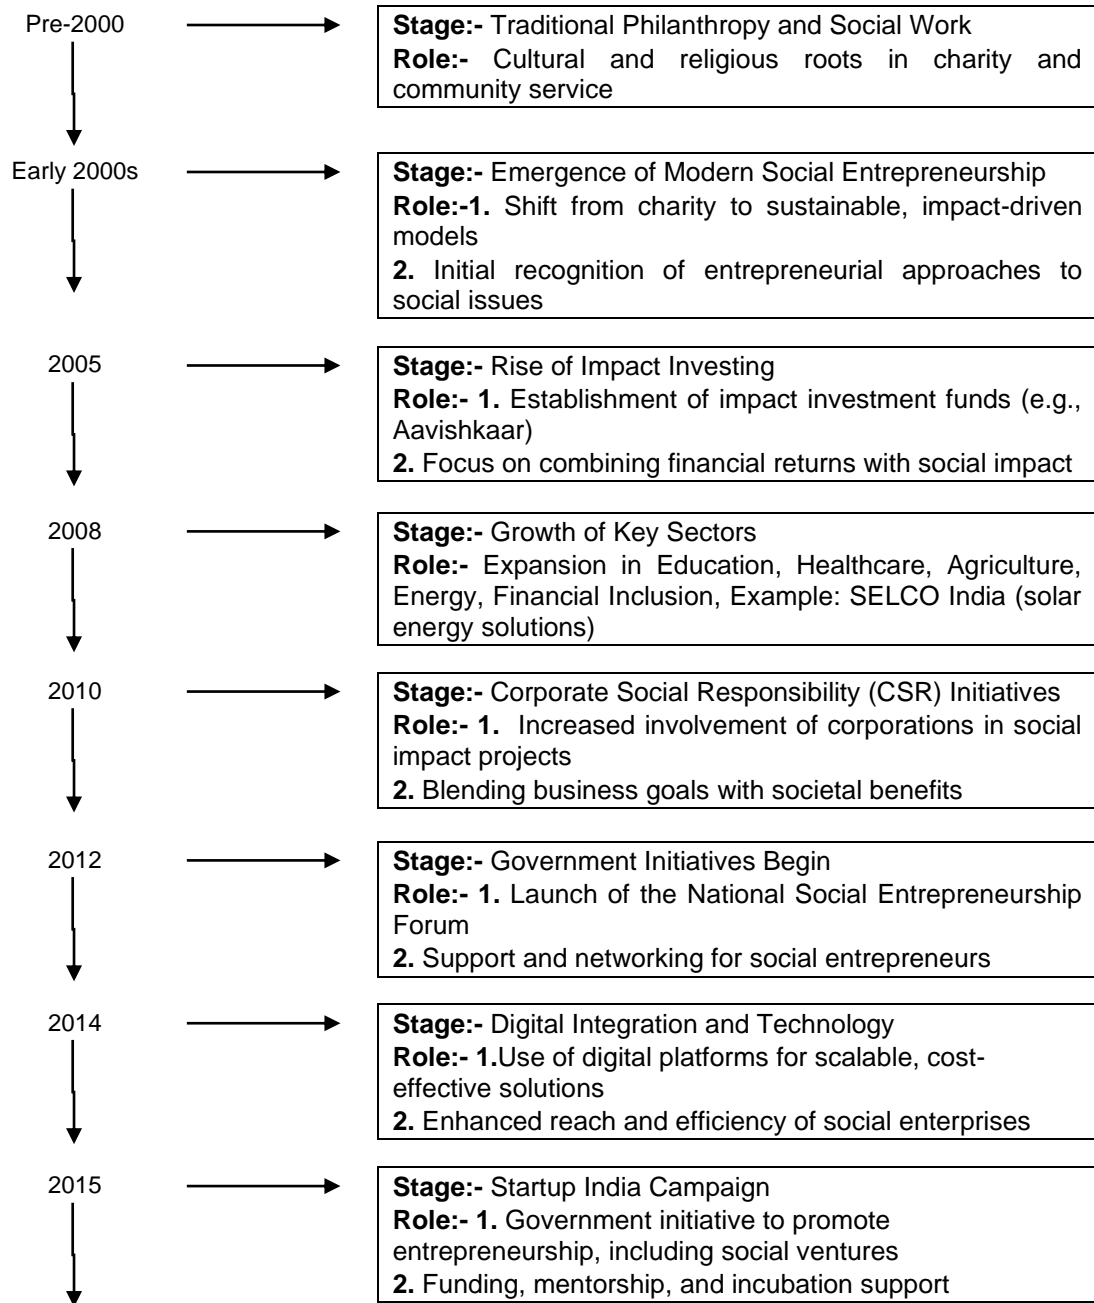 Pre-2000
Stage:- Traditional Philanthropy and Social Work
Role:- Cultural and religious roots in charity and
community service
Early 2000s
Stage:- Emergence of Modern Social Entrepreneurship
Role:-1. Shift from charity to sustainable, impact-driven
models
2. Initial recognition of entrepreneurial approaches to
social issues
2005
Stage:- Rise of Impact Investing
Role:- 1. Establishment of impact investment funds (e.g.,
Aavishkaar)
2. Focus on combining financial returns with social impact
2008
Stage:- Growth of Key Sectors
Role:- Expansion in Education, Healthcare, Agriculture,
Energy, Financial Inclusion, Example: SELCO India (solar
energy solutions)
2010
Stage:- Corporate Social Responsibility (CSR) Initiatives
Role:- 1. Increased involvement of corporations in social
impact projects
2. Blending business goals with societal benefits
2012
Stage:- Government Initiatives Begin
Role:- 1. Launch of the National Social Entrepreneurship
Forum
2. Support and networking for social entrepreneurs
2014
Stage:- Digital Integration and Technology
Role:- 1.Use of digital platforms for scalable, cost-
effective solutions
2. Enhanced reach and efficiency of social enterprises
2015
Stage:- Startup India Campaign
Role:- 1. Government initiative to promote
entrepreneurship, including social ventures
2. Funding, mentorship, and incubation support